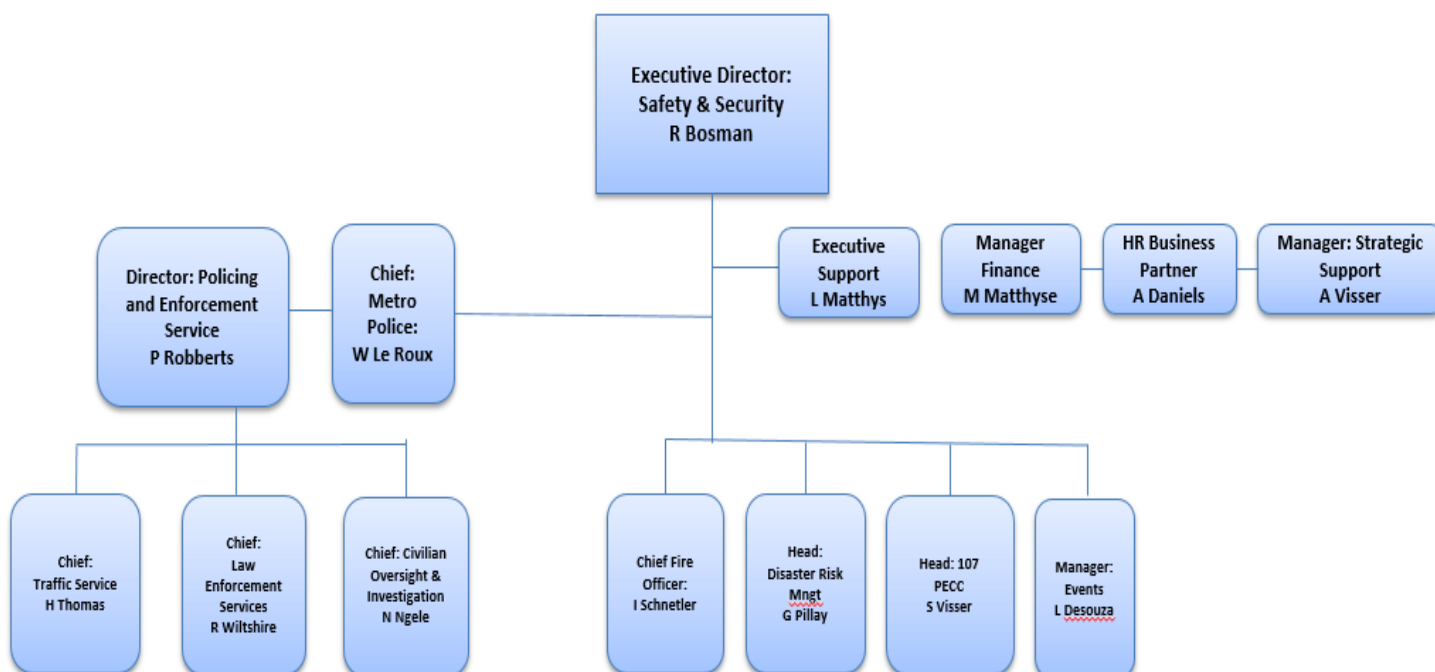 Executive Director:
Safety & Security
R Bosman
Director: Policing
and Enforcement
Service
P Robberts
Chief:
Metro
Police:
W Le Roux
Executive
Support
L Matthys
Manager
Finance
M Matthyse
HR Business
Partner
A Daniels
Manager: Strategic
Support
A Visser
Chief:
Traffic Service
H Thomas
Chief:
Law
Enforcement
Services
R Wiltshire
Chief: Civilian
Oversight &
Investigation
N Ngele
Chief Fire
Officer:
I Schnetler
Head:
Disaster Risk
Mngt
G Pillay
Head: 107
PECC
S Visser
Manager:
Events
L Desouza